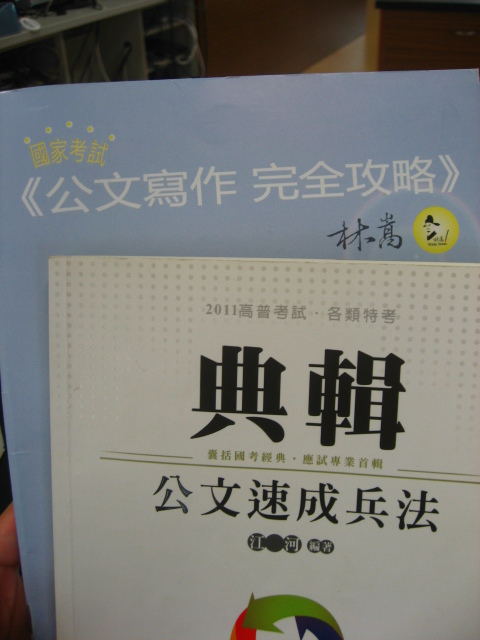 國家考試
《公文寫作 完全攻略》
林嵩
2011高普考試·各類特考
典輯
囊括國考經典·應試專業首輯
公文速成兵法
江●河 編著